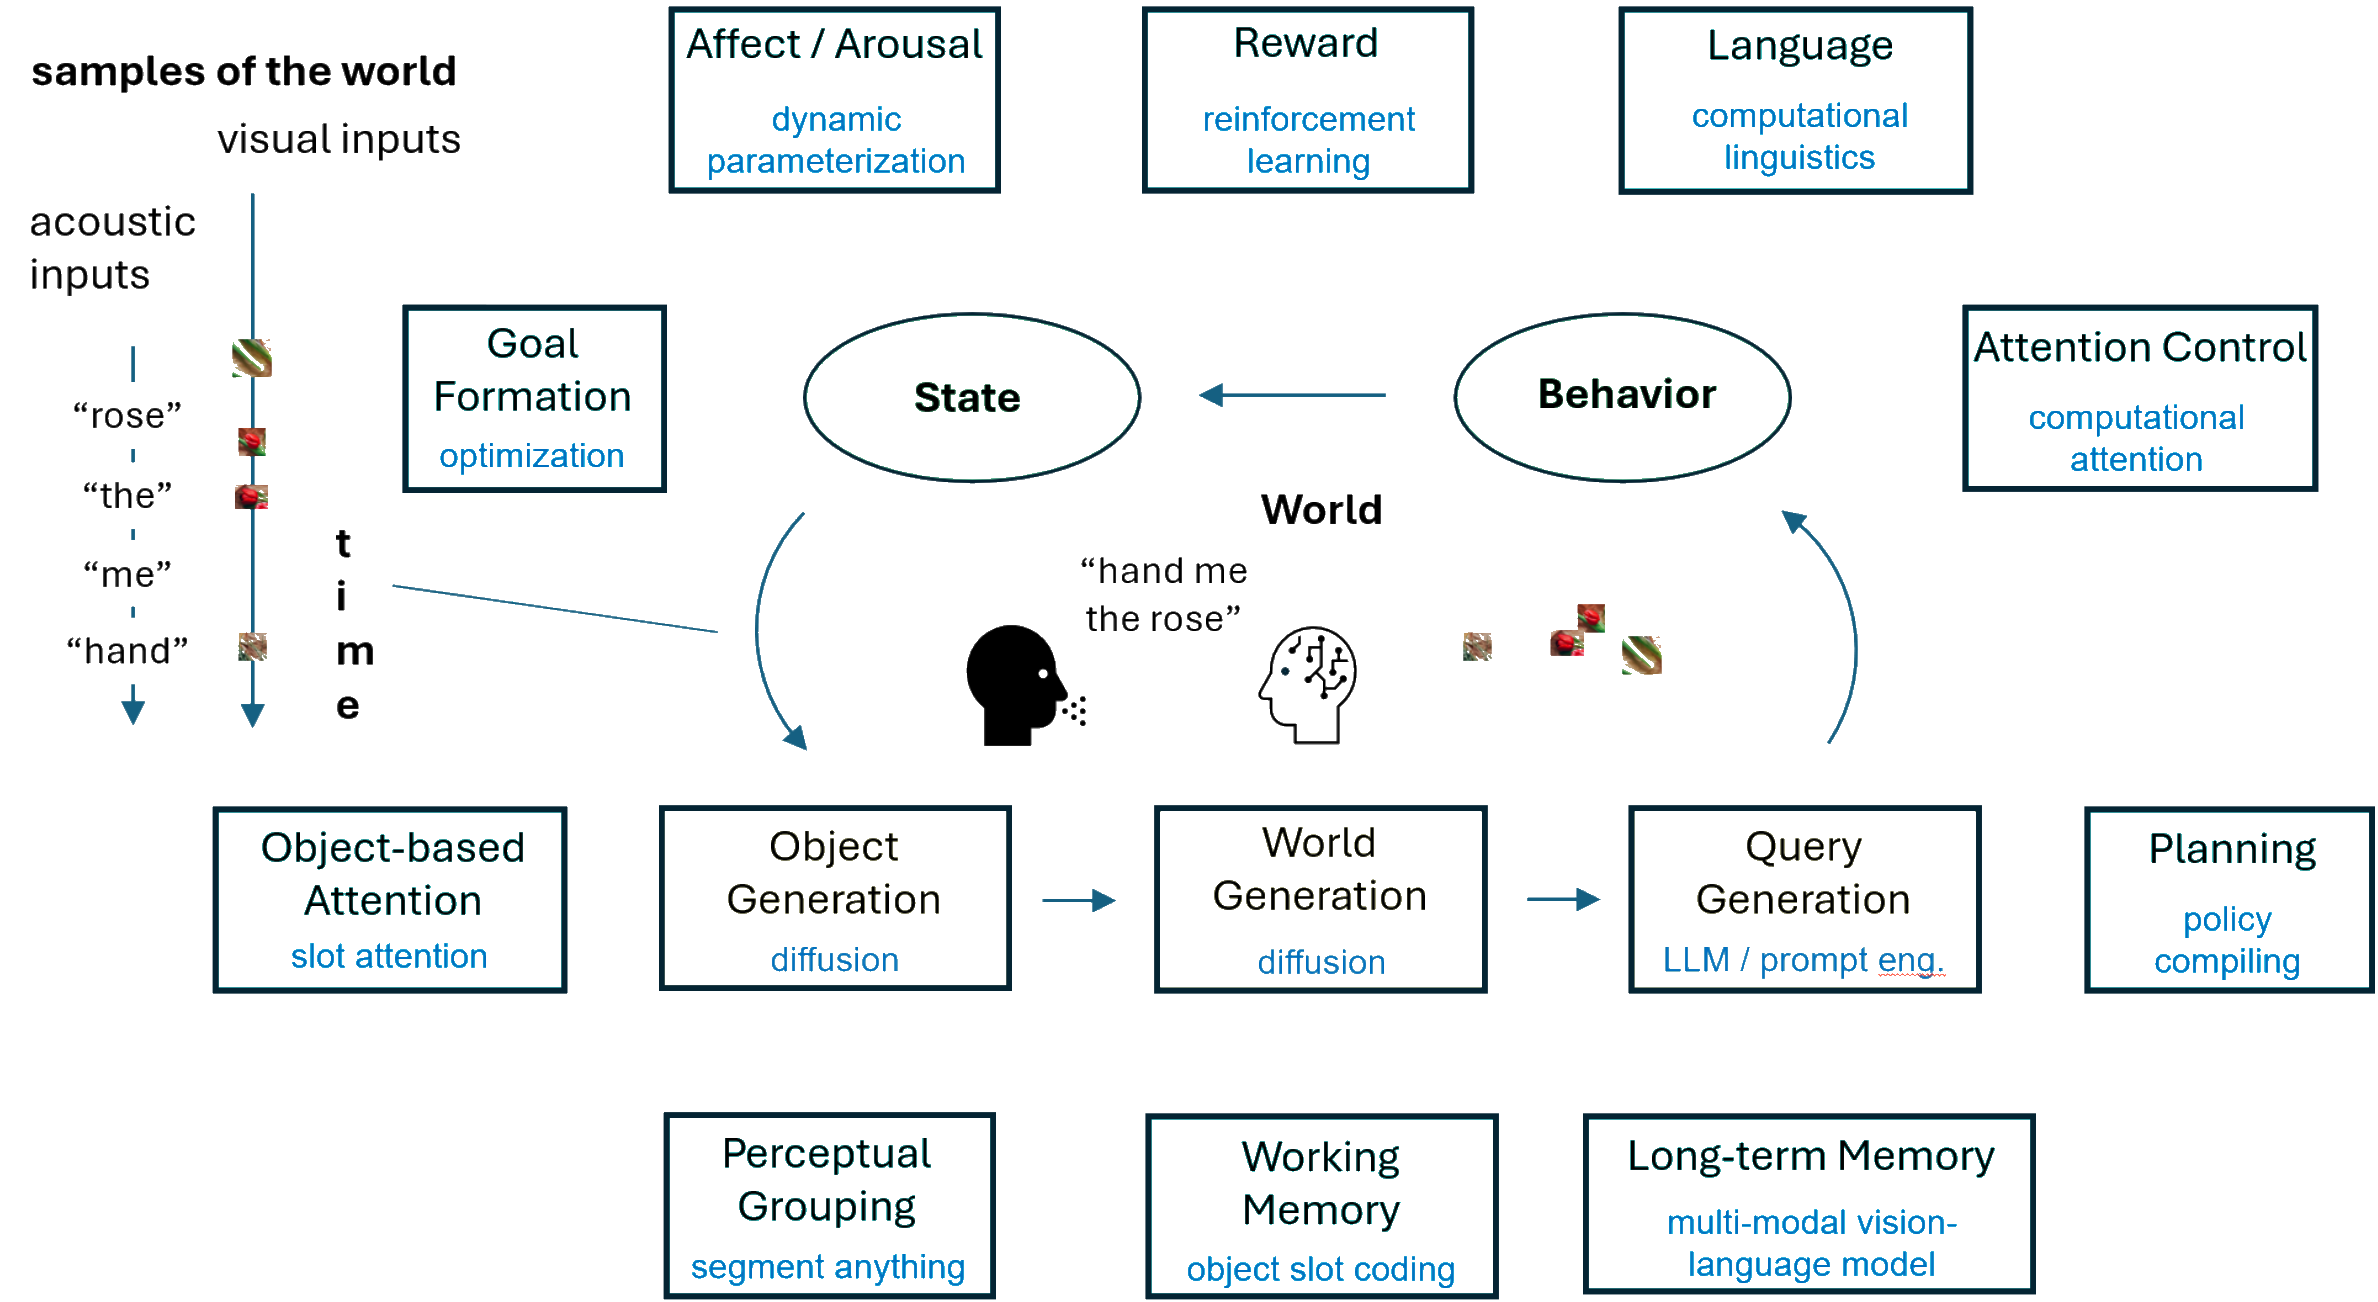 samples of the world
visual inputs
acoustic
inputs
“rose”
“the”
“me”
“hand”
t
i
m
e
Affect / Arousal
dynamic
parameterization
Reward
reinforcement
learning
Language
computational
linguistics
Goal
Formation
optimization
State
Behavior
Attention Control
computational
attention
World
“hand me
the rose”
Object-based
Attention
slot attention
Object
Generation
diffusion
World
Generation
diffusion
Query
Generation
LLM / prompt eng.
Planning
policy
compiling
Perceptual
Grouping
segment anything
Working
Memory
object slot coding
Long-term Memory
multi-modal vision-
language model